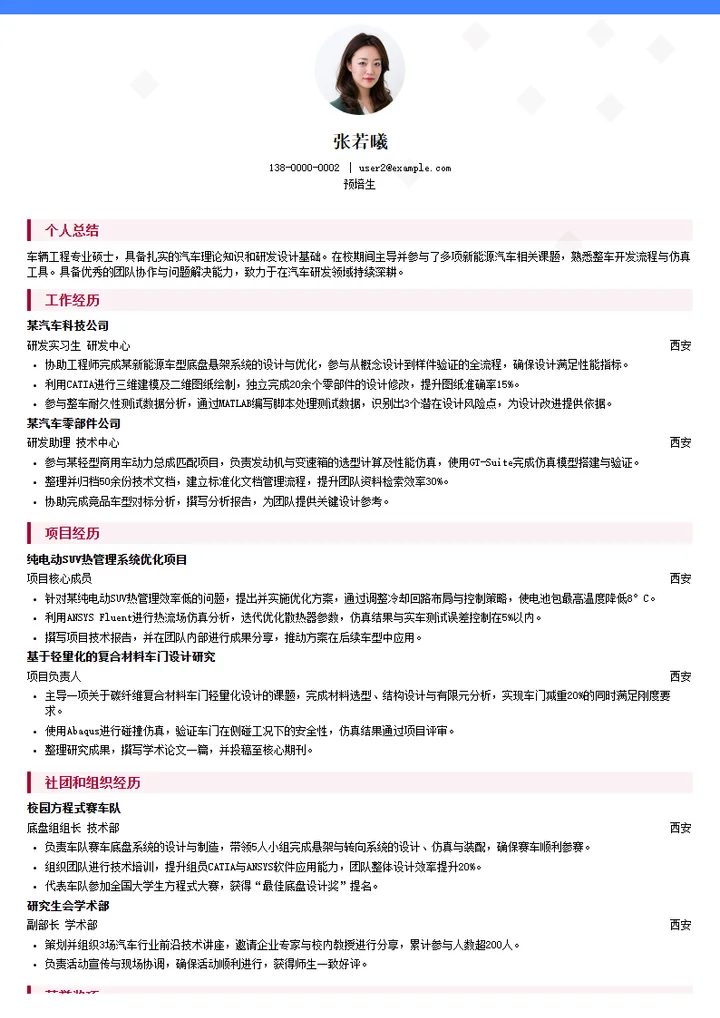 张若曦
138-0000-0002 | user2@example.com
预培生
个人总结
车辆工程专业硕士，具备扎实的汽车理论知识和研发设计基础。在校期间主导并参与了多项新能源汽车相关课题，熟悉整车开发流程与仿真
工具。具备优秀的团队协作与问题解决能力，致力于在汽车研发领域持续深耕。
工作经历
某汽车科技公司
研发实习生 研发中心 西安
• 协助工程师完成某新能源车型底盘悬架系统的设计与优化，参与从概念设计到样件验证的全流程，确保设计满足性能指标。
• 利用CATIA进行三维建模及二维图纸绘制，独立完成20余个零部件的设计修改，提升图纸准确率15%。
• 参与整车耐久性测试数据分析，通过MATLAB编写脚本处理测试数据，识别出3个潜在设计风险点，为设计改进提供依据。
某汽车零部件公司
研发助理 技术中心 西安
• 参与某轻型商用车动力总成匹配项目，负责发动机与变速箱的选型计算及性能仿真，使用GT-Suite完成仿真模型搭建与验证。
• 整理并归档50余份技术文档，建立标准化文档管理流程，提升团队资料检索效率30%。
• 协助完成竞品车型对标分析，撰写分析报告，为团队提供关键设计参考。
项目经历
纯电动SUV热管理系统优化项目
项目核心成员 西安
• 针对某纯电动SUV热管理效率低的问题，提出并实施优化方案，通过调整冷却回路布局与控制策略，使电池包最高温度降低8°C。
• 利用ANSYS Fluent进行热流场仿真分析，迭代优化散热器参数，仿真结果与实车测试误差控制在5%以内。
• 撰写项目技术报告，并在团队内部进行成果分享，推动方案在后续车型中应用。
基于轻量化的复合材料车门设计研究
项目负责人 西安
• 主导一项关于碳纤维复合材料车门轻量化设计的课题，完成材料选型、结构设计与有限元分析，实现车门减重20%的同时满足刚度要
求。
• 使用Abaqus进行碰撞仿真，验证车门在侧碰工况下的安全性，仿真结果通过项目评审。
• 整理研究成果，撰写学术论文一篇，并投稿至核心期刊。
社团和组织经历
校园方程式赛车队
底盘组组长 技术部 西安
• 负责车队赛车底盘系统的设计与制造，带领5人小组完成悬架与转向系统的设计、仿真与装配，确保赛车顺利参赛。
• 组织团队进行技术培训，提升组员CATIA与ANSYS软件应用能力，团队整体设计效率提升20%。
• 代表车队参加全国大学生方程式大赛，获得“最佳底盘设计奖”提名。
研究生会学术部
副部长 学术部 西安
• 策划并组织3场汽车行业前沿技术讲座，邀请企业专家与校内教授进行分享，累计参与人数超200人。
• 负责活动宣传与现场协调，确保活动顺利进行，获得师生一致好评。